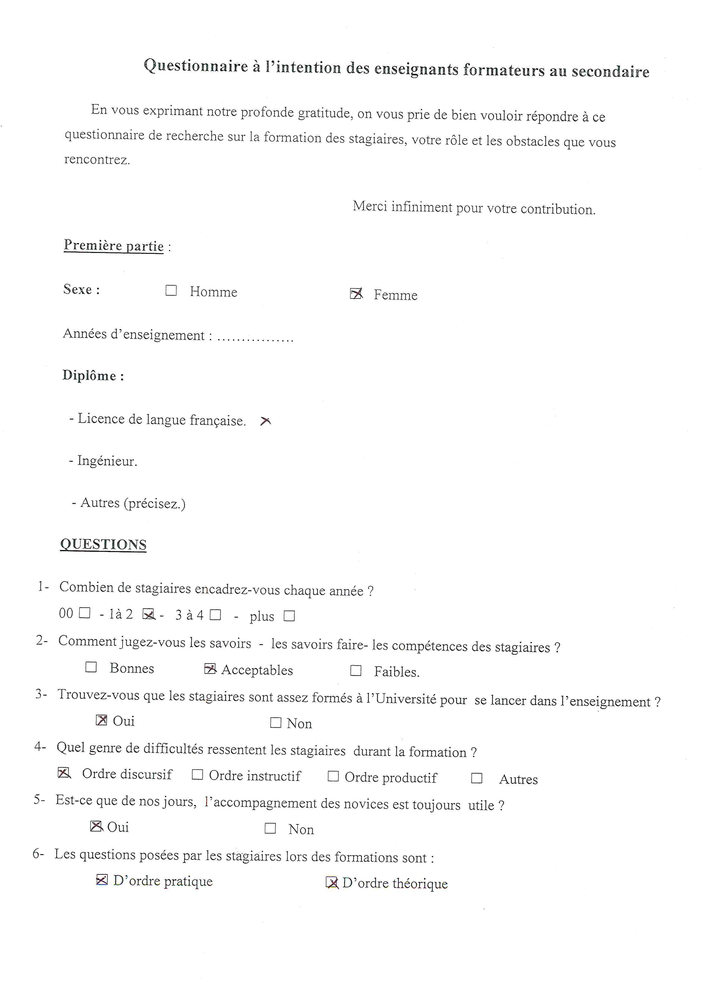 Questionnaire à l'intention des enseignants formateurs au secondaire
En vous exprimant notre profonde gratitude, on vous prie de bien vouloir répondre à ce
questionnaire de recherche sur la formation des stagiaires, votre rôle et les obstacles que vous
rencontrez.
Merci infiniment pour votre contribution.
Première partie :
Sexe : ☐ Homme ☒ Femme
Années d'enseignement : ................
Diplôme :
- Licence de langue française. ✗
- Ingénieur.
- Autres (précisez.)
QUESTIONS
1- Combien de stagiaires encadrez-vous chaque année ?
00 ☐ - 1à 2 ☒ - 3 à 4 ☐ - plus ☐
2- Comment jugez-vous les savoirs - les savoirs faire- les compétences des stagiaires ?
☐ Bonnes ☒ Acceptables ☐ Faibles.
3- Trouvez-vous que les stagiaires sont assez formés à l'Université pour se lancer dans l'enseignement ?
☒ Oui ☐ Non
4- Quel genre de difficultés ressentent les stagiaires durant la formation ?
☒ Ordre discursif ☐ Ordre instructif ☐ Ordre productif ☐ Autres
5- Est-ce que de nos jours, l'accompagnement des novices est toujours utile ?
☒ Oui ☐ Non
6- Les questions posées par les stagiaires lors des formations sont :
☒ D'ordre pratique ☒ D'ordre théorique